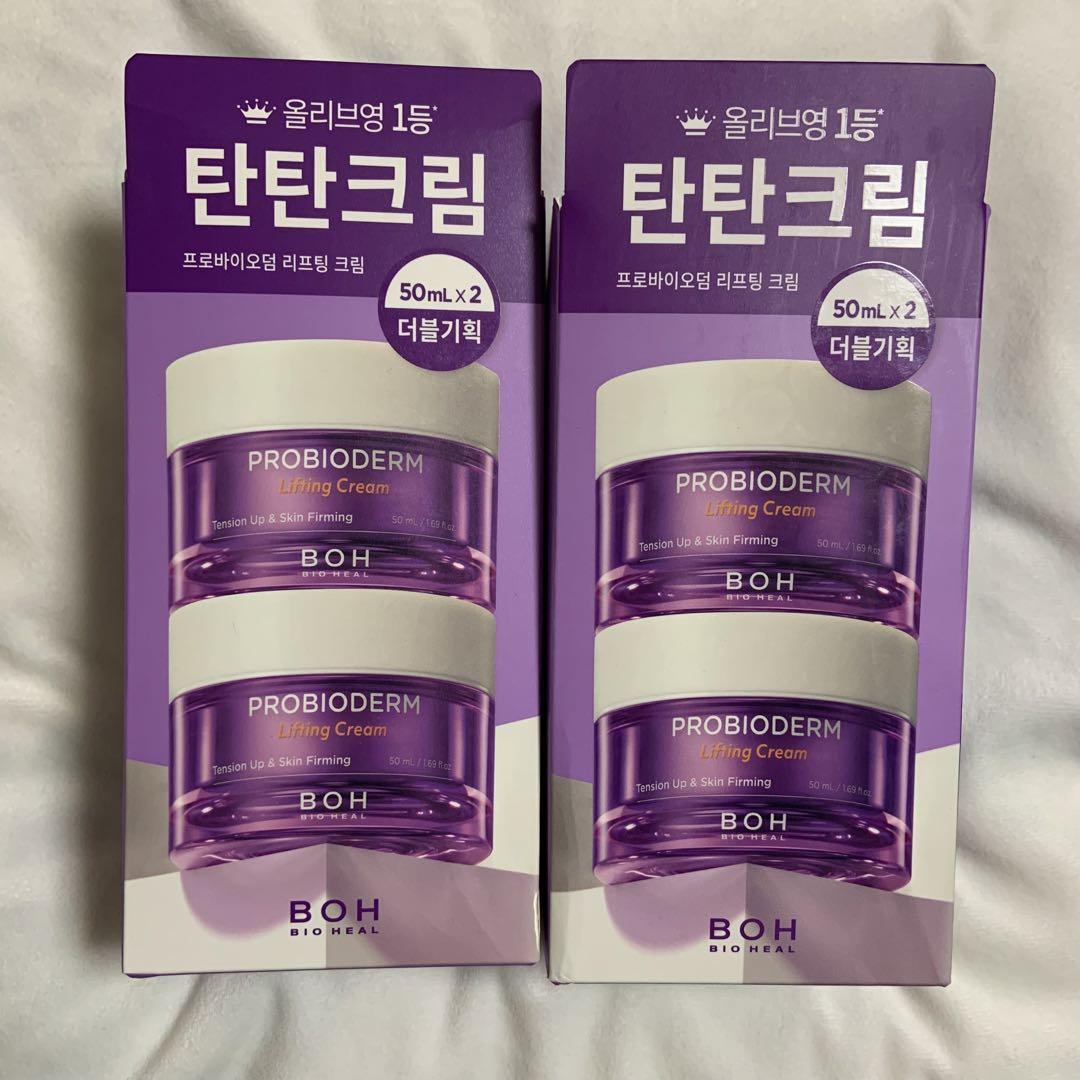 올리브영 1등*
탄탄크림
프로바이오덤 리프팅 크림
50mL X 2
더블기획
PROBIODERM
Lifting Cream
Tension Up & Skin Firming 50 mL / 1.69 fl.oz.
BOH
BIO HEAL
PROBIODERM
Lifting Cream
Tension Up & Skin Firming 50 mL / 1.69 fl.oz.
BOH
BIO HEAL
BOH
BIO HEAL
올리브영 1등*
탄탄크림
프로바이오덤 리프팅 크림
50mL X 2
더블기획
PROBIODERM
Lifting Cream
Tension Up & Skin Firming 50 mL / 1.69 fl.oz.
BOH
BIO HEAL
PROBIODERM
Lifting Cream
Tension Up & Skin Firming 50 mL / 1.69 fl.oz.
BOH
BIO HEAL
BOH
BIO HEAL